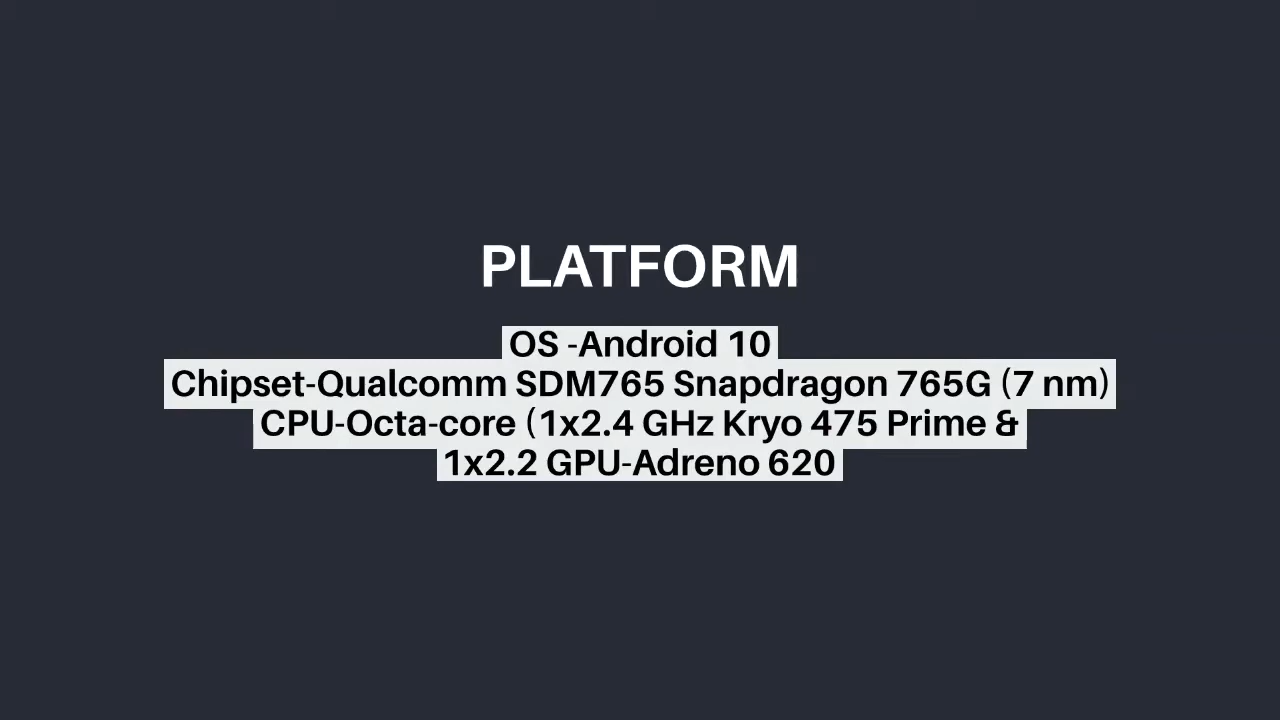 PLATFORM
OS -Android 10
Chipset-Qualcomm SDM765 Snapdragon 765G (7 nm)
CPU-Octa-core (1x2.4 GHz Kryo 475 Prime &
1x2.2 GPU-Adreno 620